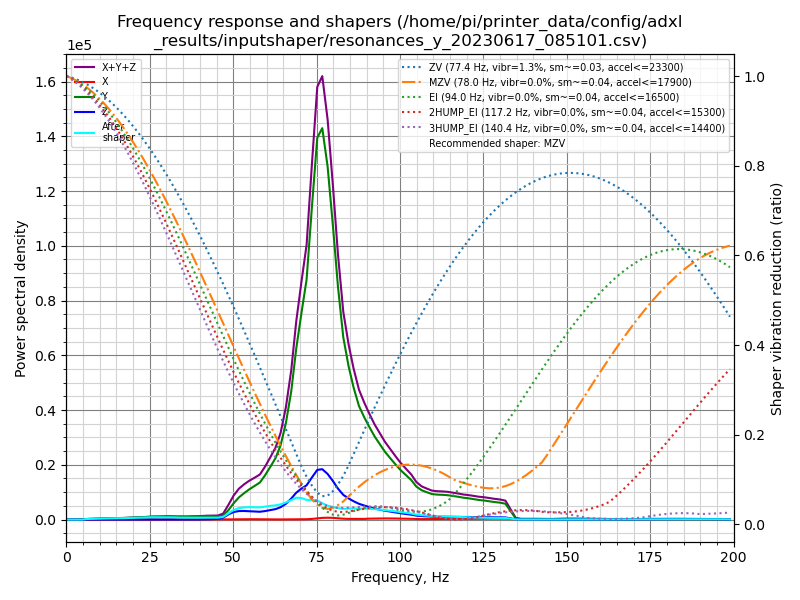 Frequency response and shapers (/home/pi/printer_data/config/adxl
_results/inputshaper/resonances_y_20230617_085101.csv)
1e5
X+Y+Z
X
Y
Z
After
shaper
ZV (77.4 Hz, vibr=1.3%, sm~=0.03, accel<=23300)
MZV (78.0 Hz, vibr=0.0%, sm~=0.04, accel<=17900)
EI (94.0 Hz, vibr=0.0%, sm~=0.04, accel<=16500)
2HUMP_EI (117.2 Hz, vibr=0.0%, sm~=0.04, accel<=15300)
3HUMP_EI (140.4 Hz, vibr=0.0%, sm~=0.04, accel<=14400)
Recommended shaper: MZV
1.6
1.4
1.2
1.0
0.8
0.6
0.4
0.2
0.0
Power spectral density
1.0
0.8
0.6
0.4
0.2
0.0
Shaper vibration reduction (ratio)
0 25 50 75 100 125 150 175 200
Frequency, Hz